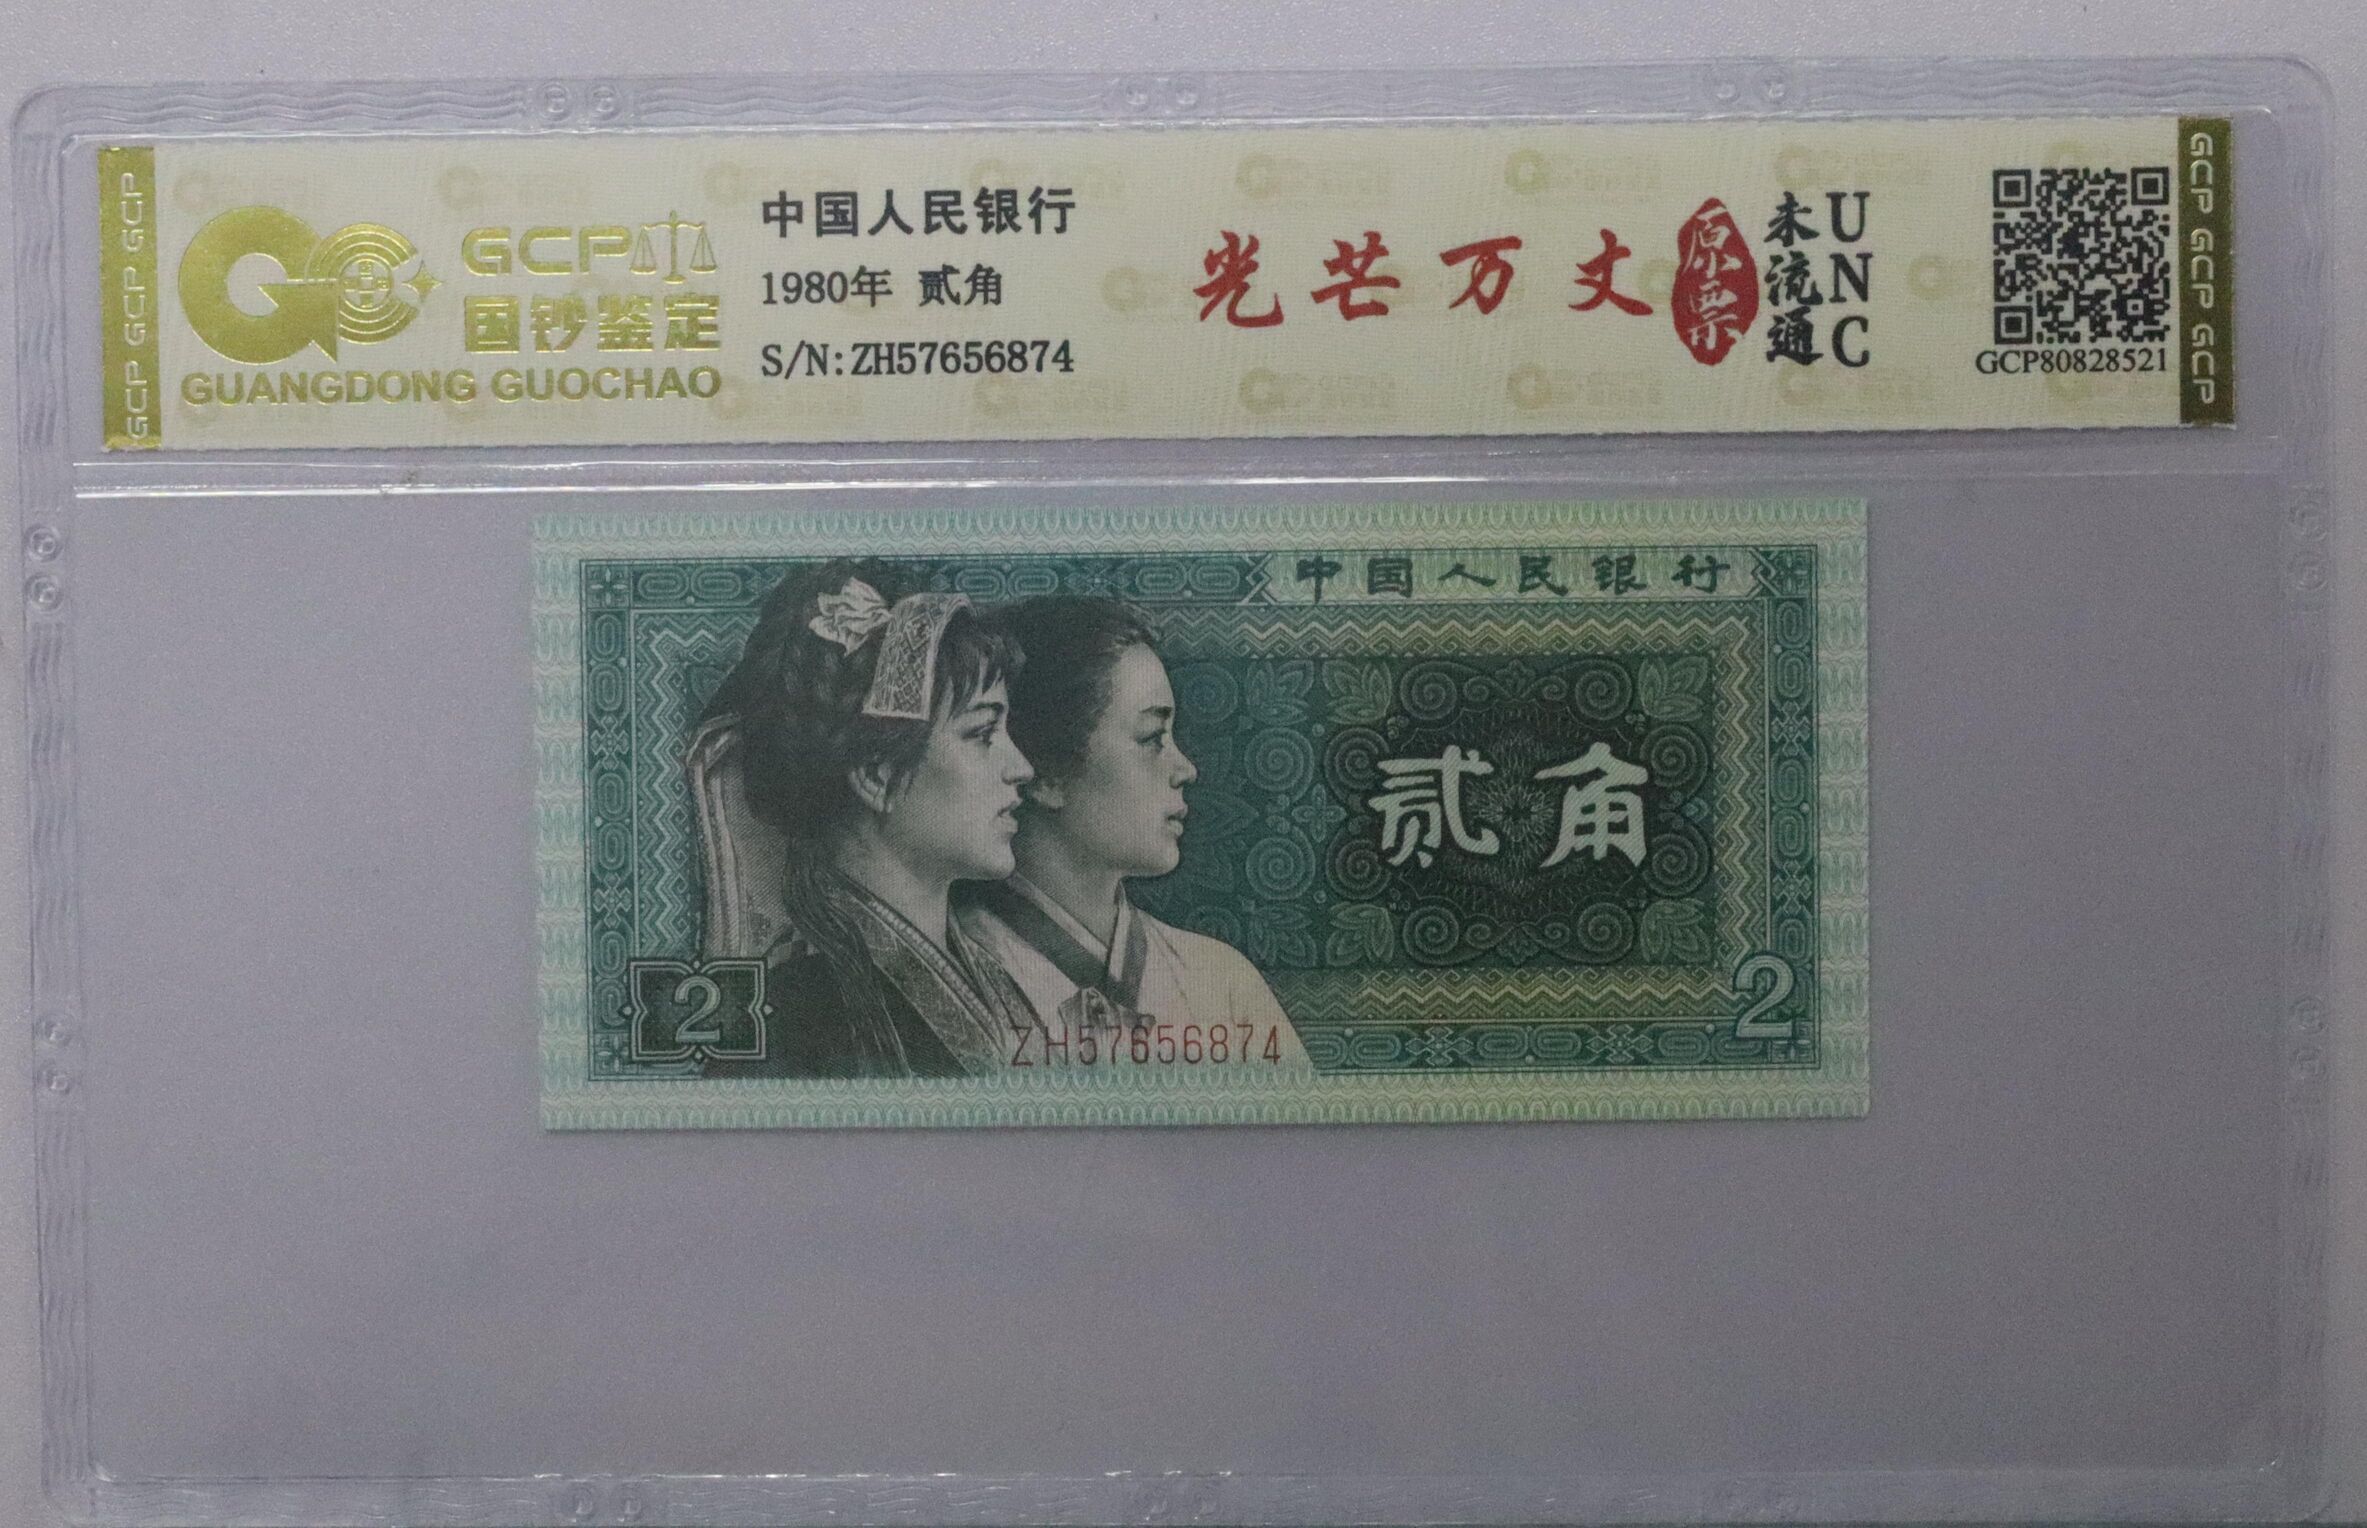 GCP GCP GCP
GCP
国钞鉴定
GUANGDONG GUOCHAO
中国人民银行
1980年 贰角
S/N:ZH57656874
光芒万丈
原票
未流通
UNC
GCP80828521
GCP GCP GCP
中国人民银行
贰角
2
2
ZH57656874